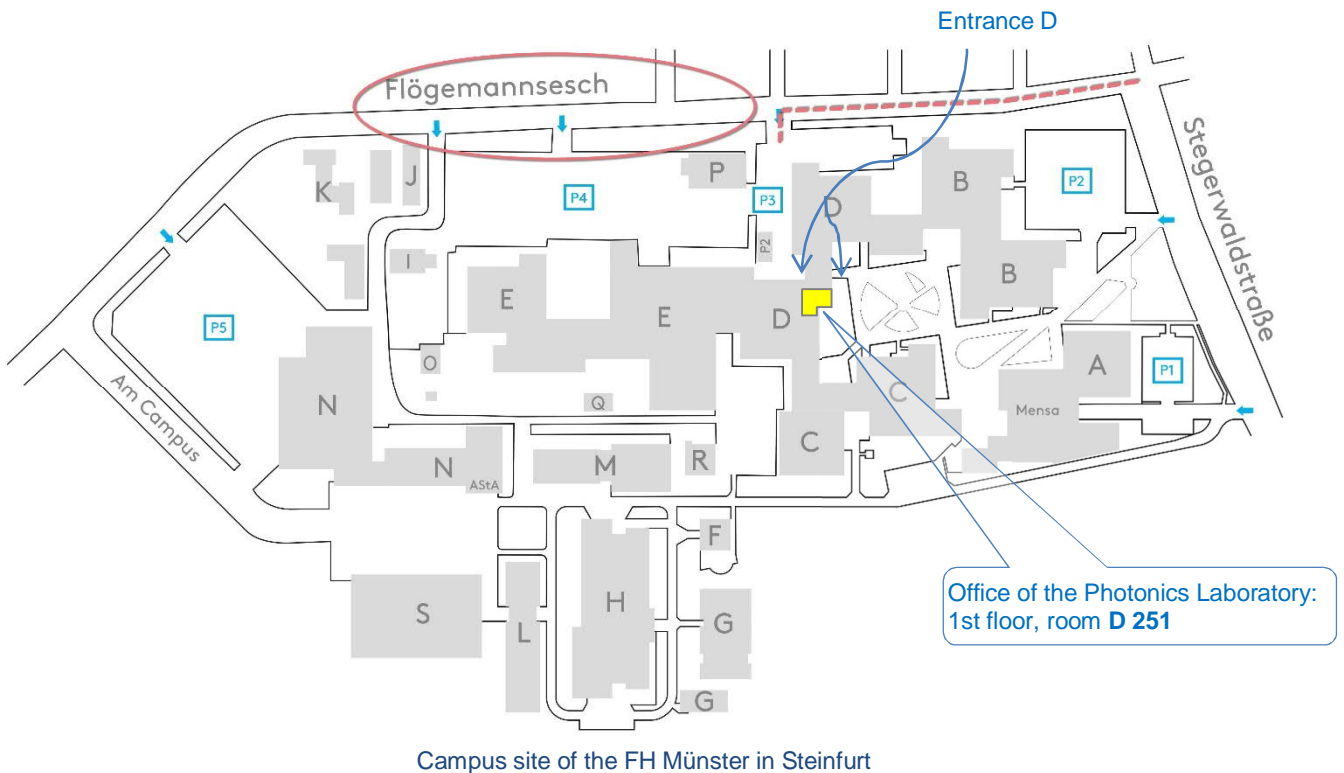 Entrance D
Flögemannsesch
Stegerwaldstraße
K
J
P
P4
P3
P2
D
B
P2
I
B
E
E
D
P5
O
A
P1
Am Campus
N
Q
C
Mensa
C
N
AStA
M
R
F
S
L
H
G
G
Office of the Photonics Laboratory:
1st floor, room D 251
Campus site of the FH Münster in Steinfurt